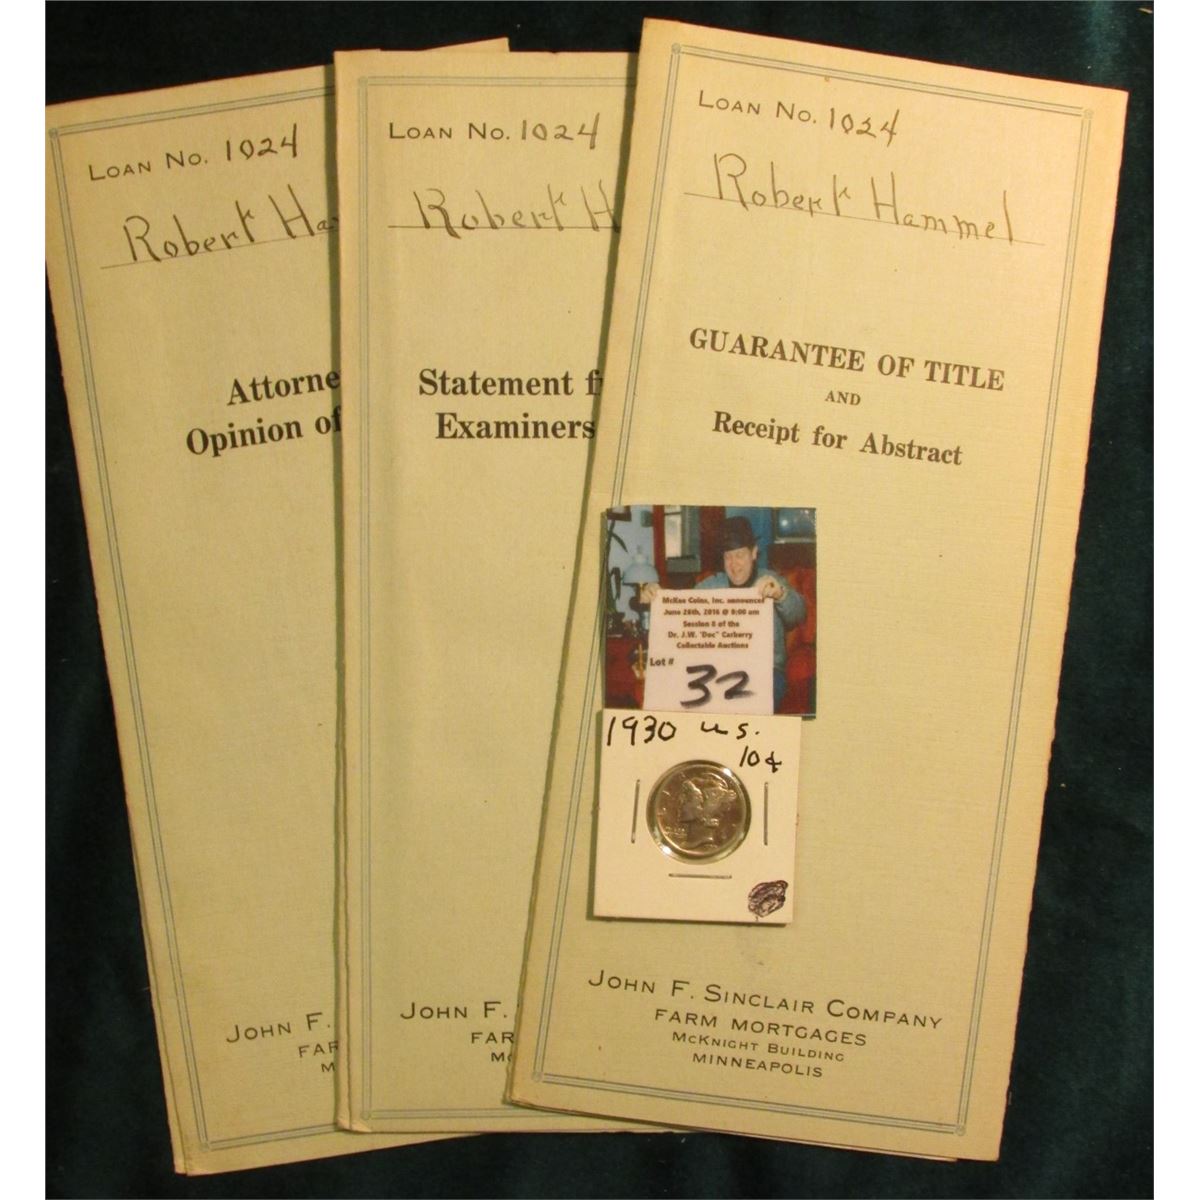 LOAN NO. 1024
Robert Ha
Attorne
Opinion of
JOHN F.
FAR
M
LOAN NO. 1024
Robert H
Statement f
Examiners
JOHN F.
FAR
MC
LOAN NO. 1024
Robert Hammel
GUARANTEE OF TITLE
AND
Receipt for Abstract
McKee Coins, Inc. announces
June 26th, 2016 @ 9:00 am
Session 8 of the
Dr. J.W. "Doc" Carberry
Collectable Auctions
Lot #
32
1930 U.S.
10¢
JOHN F. SINCLAIR COMPANY
FARM MORTGAGES
MCKNIGHT BUILDING
MINNEAPOLIS